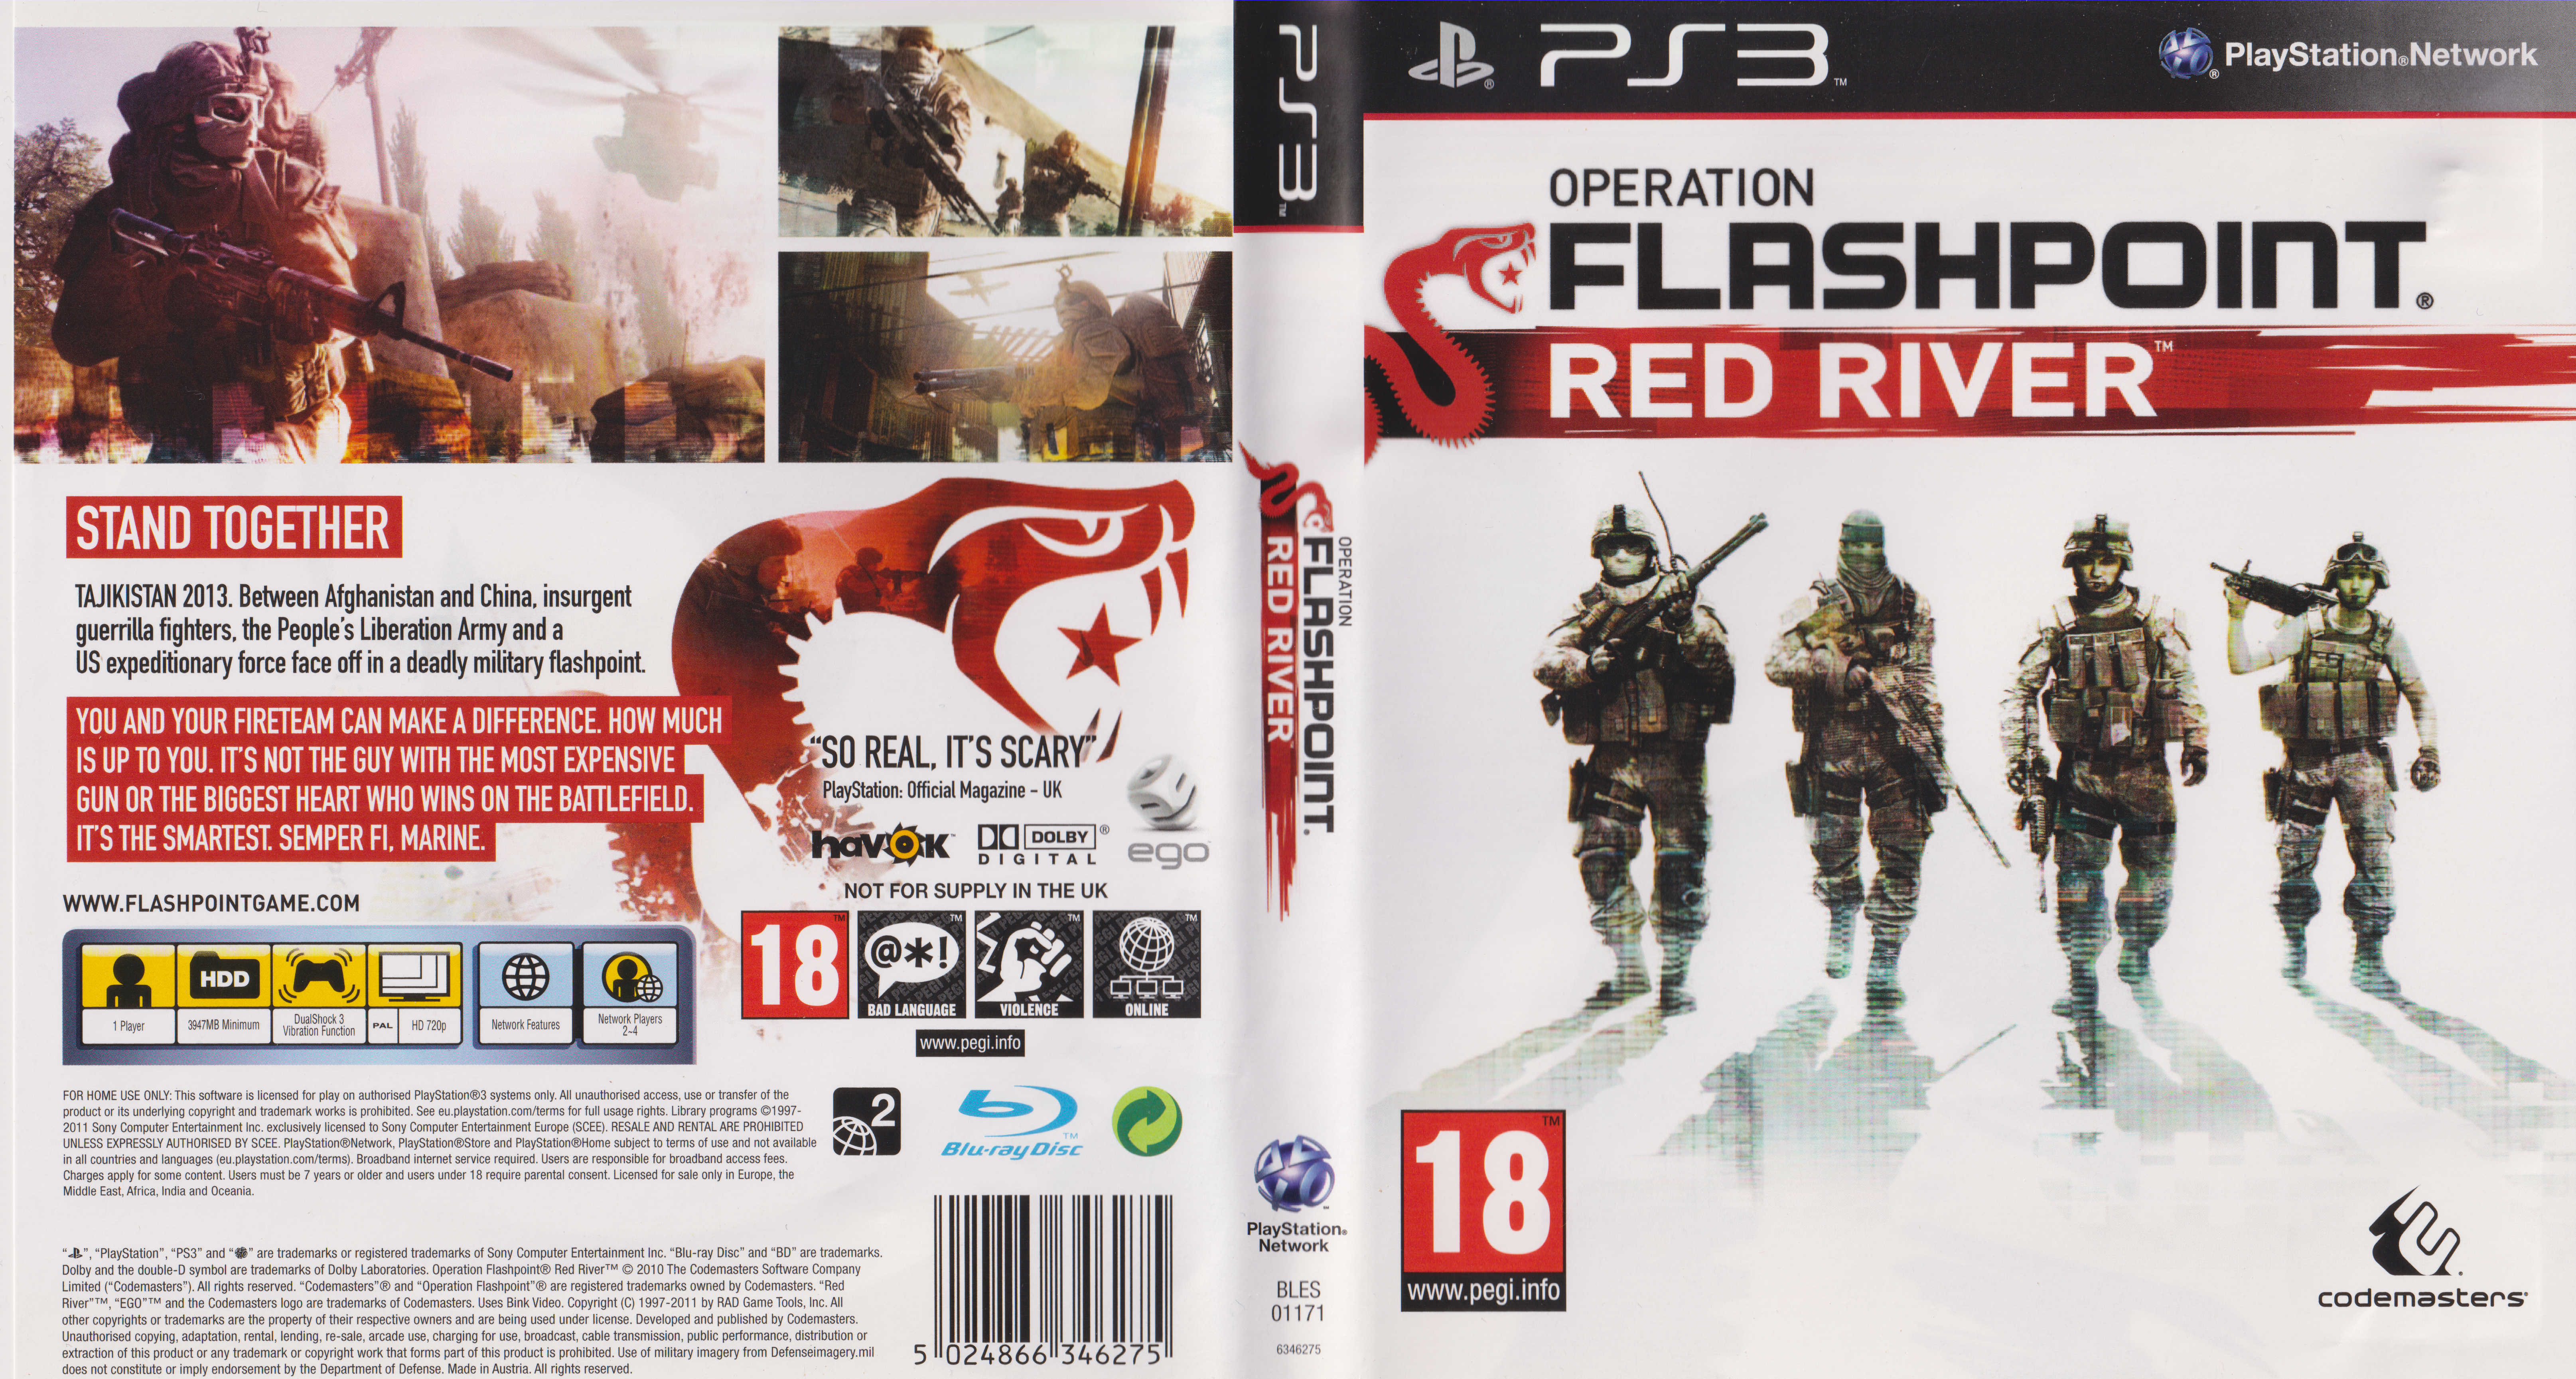 STAND TOGETHER
TAJIKISTAN 2013. Between Afghanistan and China, insurgent
guerrilla fighters, the People's Liberation Army and a
US expeditionary force face off in a deadly military flashpoint.
YOU AND YOUR FIRETEAM CAN MAKE A DIFFERENCE. HOW MUCH
IS UP TO YOU. IT'S NOT THE GUY WITH THE MOST EXPENSIVE
GUN OR THE BIGGEST HEART WHO WINS ON THE BATTLEFIELD.
IT'S THE SMARTEST. SEMPER FI, MARINE.
WWW.FLASHPOINTGAME.COM
"SO REAL, IT'S SCARY"
PlayStation: Official Magazine - UK
havok™
DOLBY®
DIGITAL
ego
NOT FOR SUPPLY IN THE UK
18™
@*!
BAD LANGUAGE
VIOLENCE
ONLINE
www.pegi.info
HDD
1 Player
3947MB Minimum
DualShock 3
Vibration Function
PAL
HD 720p
Network Features
Network Players
2~4
FOR HOME USE ONLY: This software is licensed for play on authorised PlayStation®3 systems only. All unauthorised access, use or transfer of the
product or its underlying copyright and trademark works is prohibited. See eu.playstation.com/terms for full usage rights. Library programs ©1997-
2011 Sony Computer Entertainment Inc. exclusively licensed to Sony Computer Entertainment Europe (SCEE). RESALE AND RENTAL ARE PROHIBITED
UNLESS EXPRESSLY AUTHORISED BY SCEE. PlayStation®Network, PlayStation®Store and PlayStation®Home subject to terms of use and not available
in all countries and languages (eu.playstation.com/terms). Broadband internet service required. Users are responsible for broadband access fees.
Charges apply for some content. Users must be 7 years or older and users under 18 require parental consent. Licensed for sale only in Europe, the
Middle East, Africa, India and Oceania.
2
Blu-ray Disc™
"", "PlayStation", "PS3" and "" are trademarks or registered trademarks of Sony Computer Entertainment Inc. "Blu-ray Disc" and "BD" are trademarks.
Dolby and the double-D symbol are trademarks of Dolby Laboratories. Operation Flashpoint® Red River™ © 2010 The Codemasters Software Company
Limited ("Codemasters"). All rights reserved. "Codemasters"® and "Operation Flashpoint"® are registered trademarks owned by Codemasters. "Red
River"™, "EGO"™ and the Codemasters logo are trademarks of Codemasters. Uses Bink Video. Copyright (C) 1997-2011 by RAD Game Tools, Inc. All
other copyrights or trademarks are the property of their respective owners and are being used under license. Developed and published by Codemasters.
Unauthorised copying, adaptation, rental, lending, re-sale, arcade use, charging for use, broadcast, cable transmission, public performance, distribution or
extraction of this product or any trademark or copyright work that forms part of this product is prohibited. Use of military imagery from Defenseimagery.mil
does not constitute or imply endorsement by the Department of Defense. Made in Austria. All rights reserved.
5 024866 346275
PS3™
OPERATION
FLASHPOINT®
RED RIVER
PlayStation®
Network
BLES
01171
6346275
PS3™
PlayStation®Network
OPERATION
FLASHPOINT®
RED RIVER™
18™
www.pegi.info
codemasters®